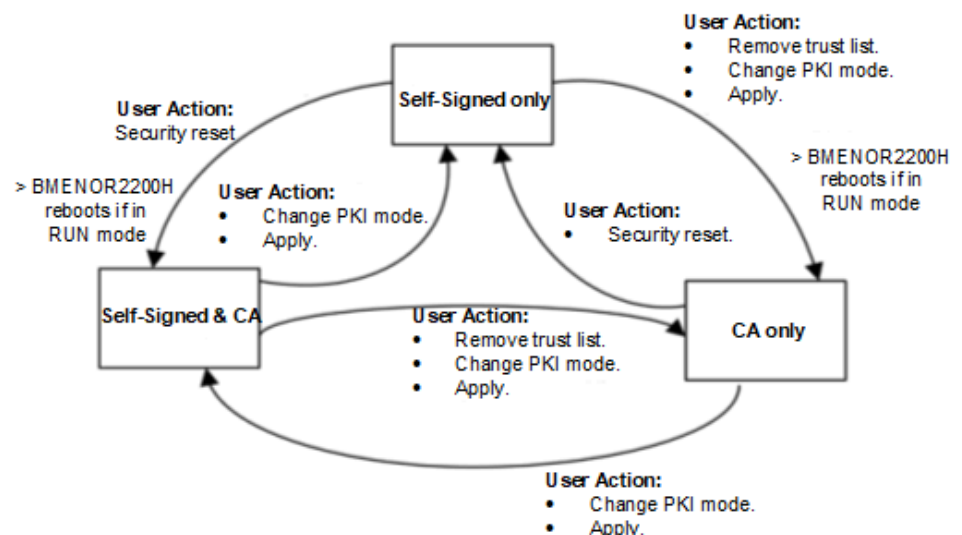 User Action:
• Remove trust list.
• Change PKI mode.
• Apply.
Self-Signed only
User Action:
Security reset
> BMENOR2200H
reboots if in
RUN mode
> BMENOR2200H
reboots if in
RUN mode
User Action:
• Change PKI mode.
• Apply.
User Action:
• Security reset.
Self-Signed & CA
CA only
User Action:
• Remove trust list.
• Change PKI mode.
• Apply.
User Action:
• Change PKI mode.
• Apply.